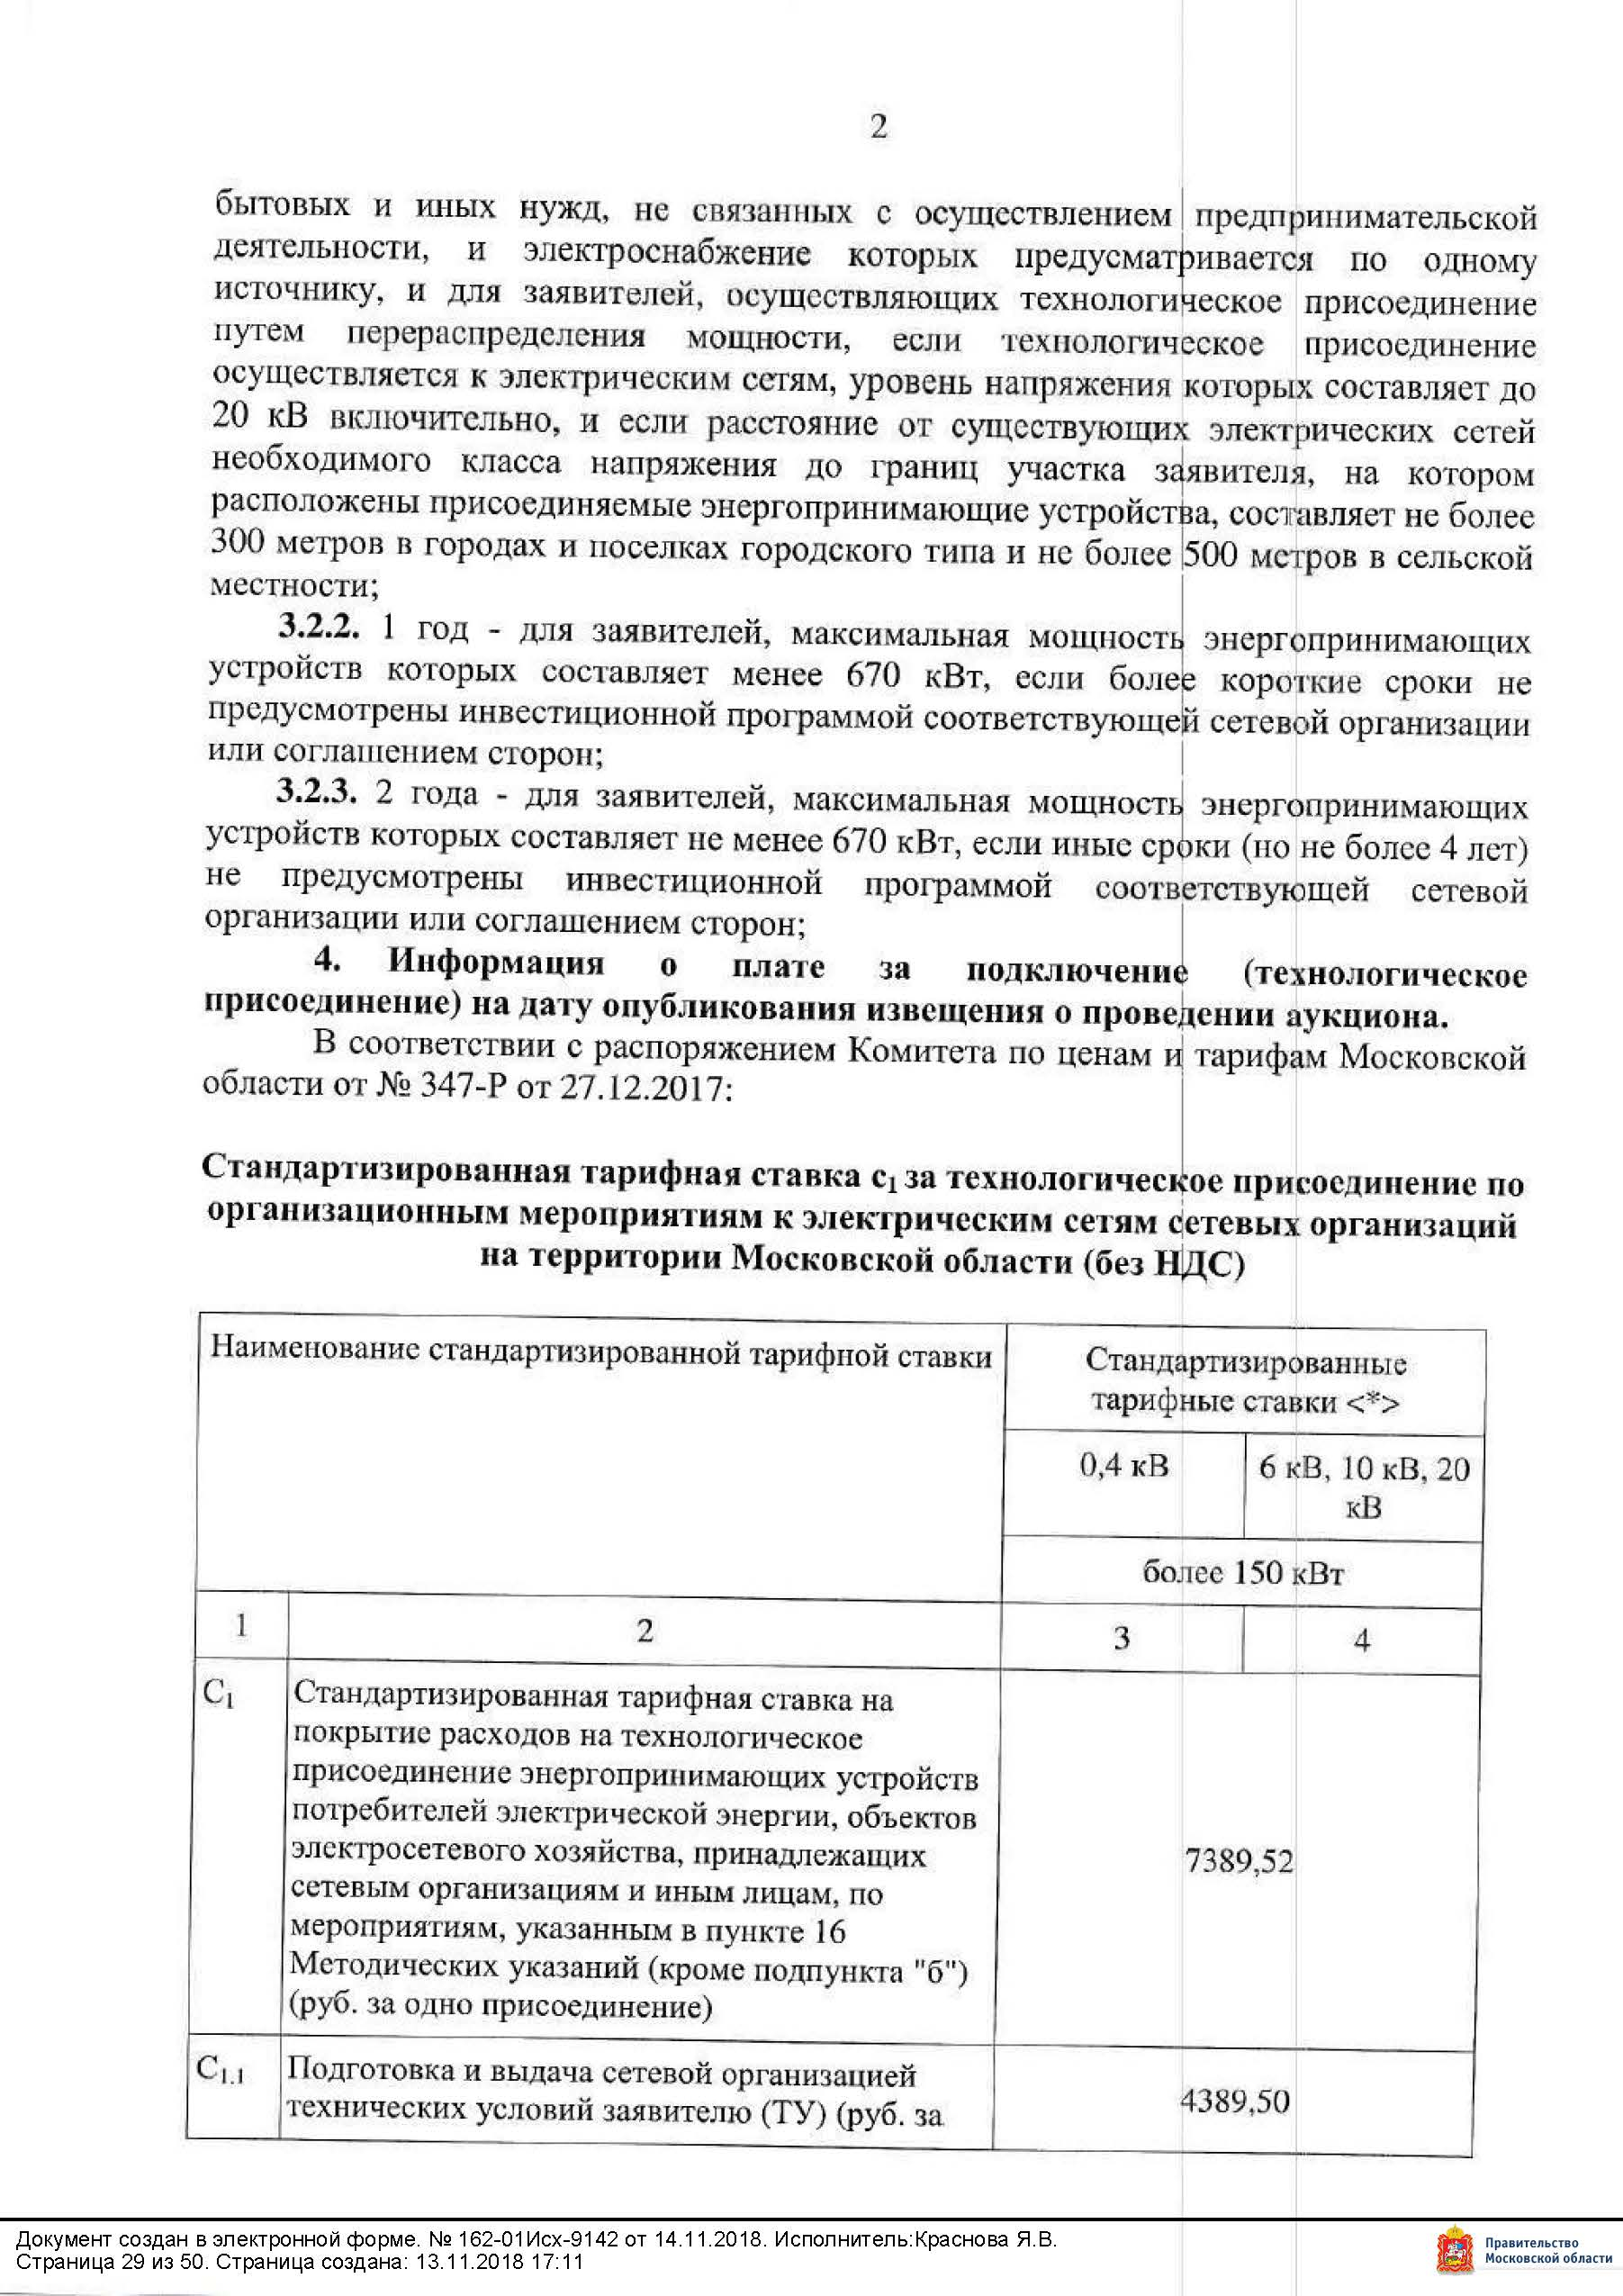 2
бытовых и иных нужд, не связанных с осуществлением предпринимательской
деятельности, и электроснабжение которых предусматривается по одному
источнику, и для заявителей, осуществляющих технологическое присоединение
путем перераспределения мощности, если технологическое присоединение
осуществляется к электрическим сетям, уровень напряжения которых составляет до
20 кВ включительно, и если расстояние от существующих электрических сетей
необходимого класса напряжения до границ участка заявителя, на котором
расположены присоединяемые энергопринимающие устройства, составляет не более
300 метров в городах и поселках городского типа и не более 500 метров в сельской
местности;
3.2.2. 1 год - для заявителей, максимальная мощность энергопринимающих
устройств которых составляет менее 670 кВт, если более короткие сроки не
предусмотрены инвестиционной программой соответствующей сетевой организации
или соглашением сторон;
3.2.3. 2 года - для заявителей, максимальная мощность энергопринимающих
устройств которых составляет не менее 670 кВт, если иные сроки (но не более 4 лет)
не предусмотрены инвестиционной программой соответствующей сетевой
организации или соглашением сторон;
4. Информация о плате за подключение (технологическое
присоединение) на дату опубликования извещения о проведении аукциона.
В соответствии с распоряжением Комитета по ценам и тарифам Московской
области от № 347-Р от 27.12.2017:
Стандартизированная тарифная ставка с1 за технологическое присоединение по
организационным мероприятиям к электрическим сетям сетевых организаций
на территории Московской области (без НДС)
Наименование стандартизированной тарифной ставки
Стандартизированные
тарифные ставки <*>
0,4 кВ
6 кВ, 10 кВ, 20
кВ
более 150 кВт
1 2 3 4
С1
Стандартизированная тарифная ставка на
покрытие расходов на технологическое
присоединение энергопринимающих устройств
потребителей электрической энергии, объектов
электросетевого хозяйства, принадлежащих
сетевым организациям и иным лицам, по
мероприятиям, указанным в пункте 16
Методических указаний (кроме подпункта "б")
(руб. за одно присоединение)
7389,52
С1.1
Подготовка и выдача сетевой организацией
технических условий заявителю (ТУ) (руб. за
4389,50
Документ создан в электронной форме. № 162-01Исх-9142 от 14.11.2018. Исполнитель:Краснова Я.В.
Страница 29 из 50. Страница создана: 13.11.2018 17:11
Правительство
Московской области